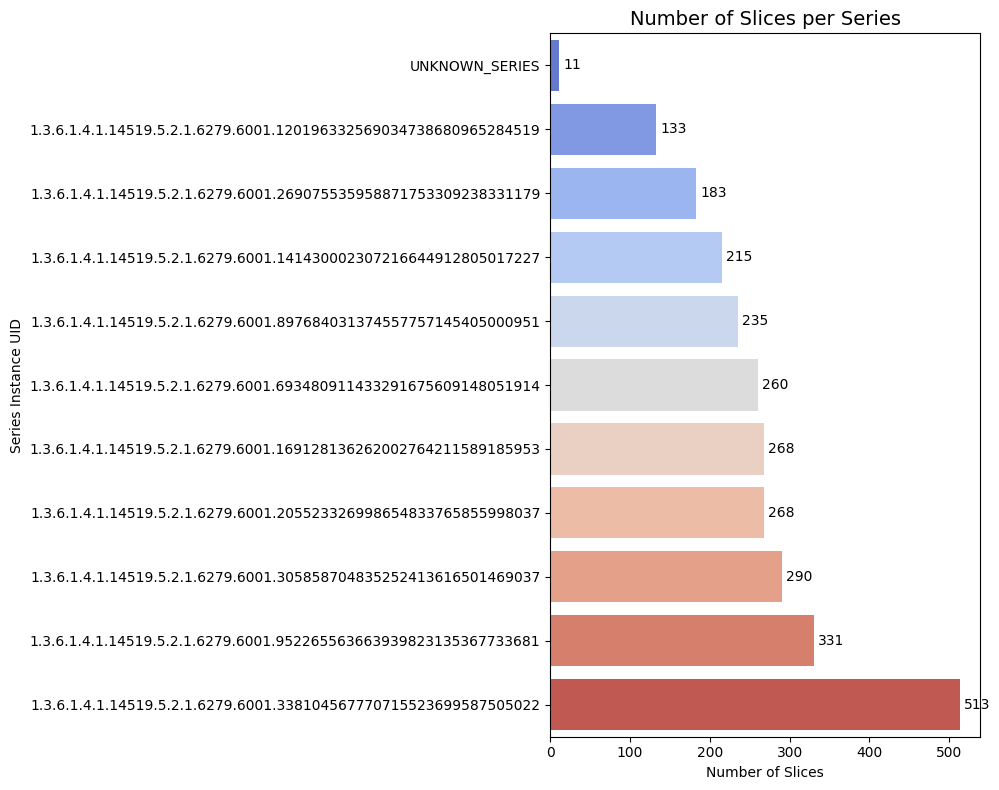 Number of Slices per Series
UNKNOWN_SERIES 11
1.3.6.1.4.1.14519.5.2.1.6279.6001.120196332569034738680965284519 133
1.3.6.1.4.1.14519.5.2.1.6279.6001.269075535958871753309238331179 183
1.3.6.1.4.1.14519.5.2.1.6279.6001.141430002307216644912805017227 215
1.3.6.1.4.1.14519.5.2.1.6279.6001.897684031374557757145405000951 235
1.3.6.1.4.1.14519.5.2.1.6279.6001.693480911433291675609148051914 260
1.3.6.1.4.1.14519.5.2.1.6279.6001.169128136262002764211589185953 268
1.3.6.1.4.1.14519.5.2.1.6279.6001.205523326998654833765855998037 268
1.3.6.1.4.1.14519.5.2.1.6279.6001.305858704835252413616501469037 290
1.3.6.1.4.1.14519.5.2.1.6279.6001.952265563663939823135367733681 331
1.3.6.1.4.1.14519.5.2.1.6279.6001.338104567770715523699587505022 513
Series Instance UID
0 100 200 300 400 500
Number of Slices